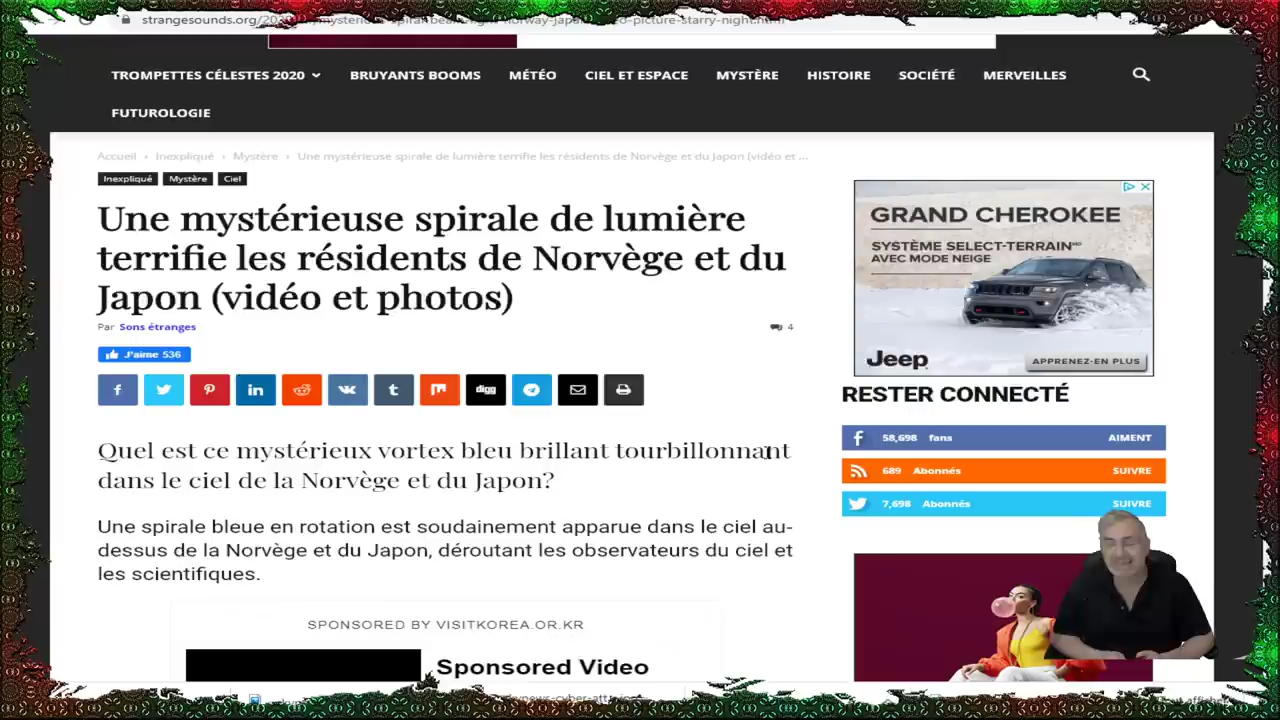 strangesounds.org/
TROMPETTES CÉLESTES 2020
BRUYANTS BOOMS
MÉTÉO
CIEL ET ESPACE
MYSTÈRE
HISTOIRE
SOCIÉTÉ
MERVEILLES
FUTUROLOGIE
Accueil › Inexpliqué › Mystère › Une mystérieuse spirale de lumière terrifie les résidents de Norvège et du Japon (vidéo et ...
Inexpliqué Mystère Ciel
Une mystérieuse spirale de lumière
terrifie les résidents de Norvège et du
Japon (vidéo et photos)
Par Sons étranges
4
J'aime 536
digg
Quel est ce mystérieux vortex bleu brillant tourbillonnant
dans le ciel de la Norvège et du Japon?
Une spirale bleue en rotation est soudainement apparue dans le ciel au-
dessus de la Norvège et du Japon, déroutant les observateurs du ciel et
les scientifiques.
SPONSORED BY VISITKOREA.OR.KR
Sponsored Video
GRAND CHEROKEE
SYSTÈME SELECT-TERRAIN
AVEC MODE NEIGE
Jeep
APPRENEZ-EN PLUS
RESTER CONNECTÉ
58,698 fans AIMENT
689 Abonnés SUIVRE
7,698 Abonnés SUIVRE